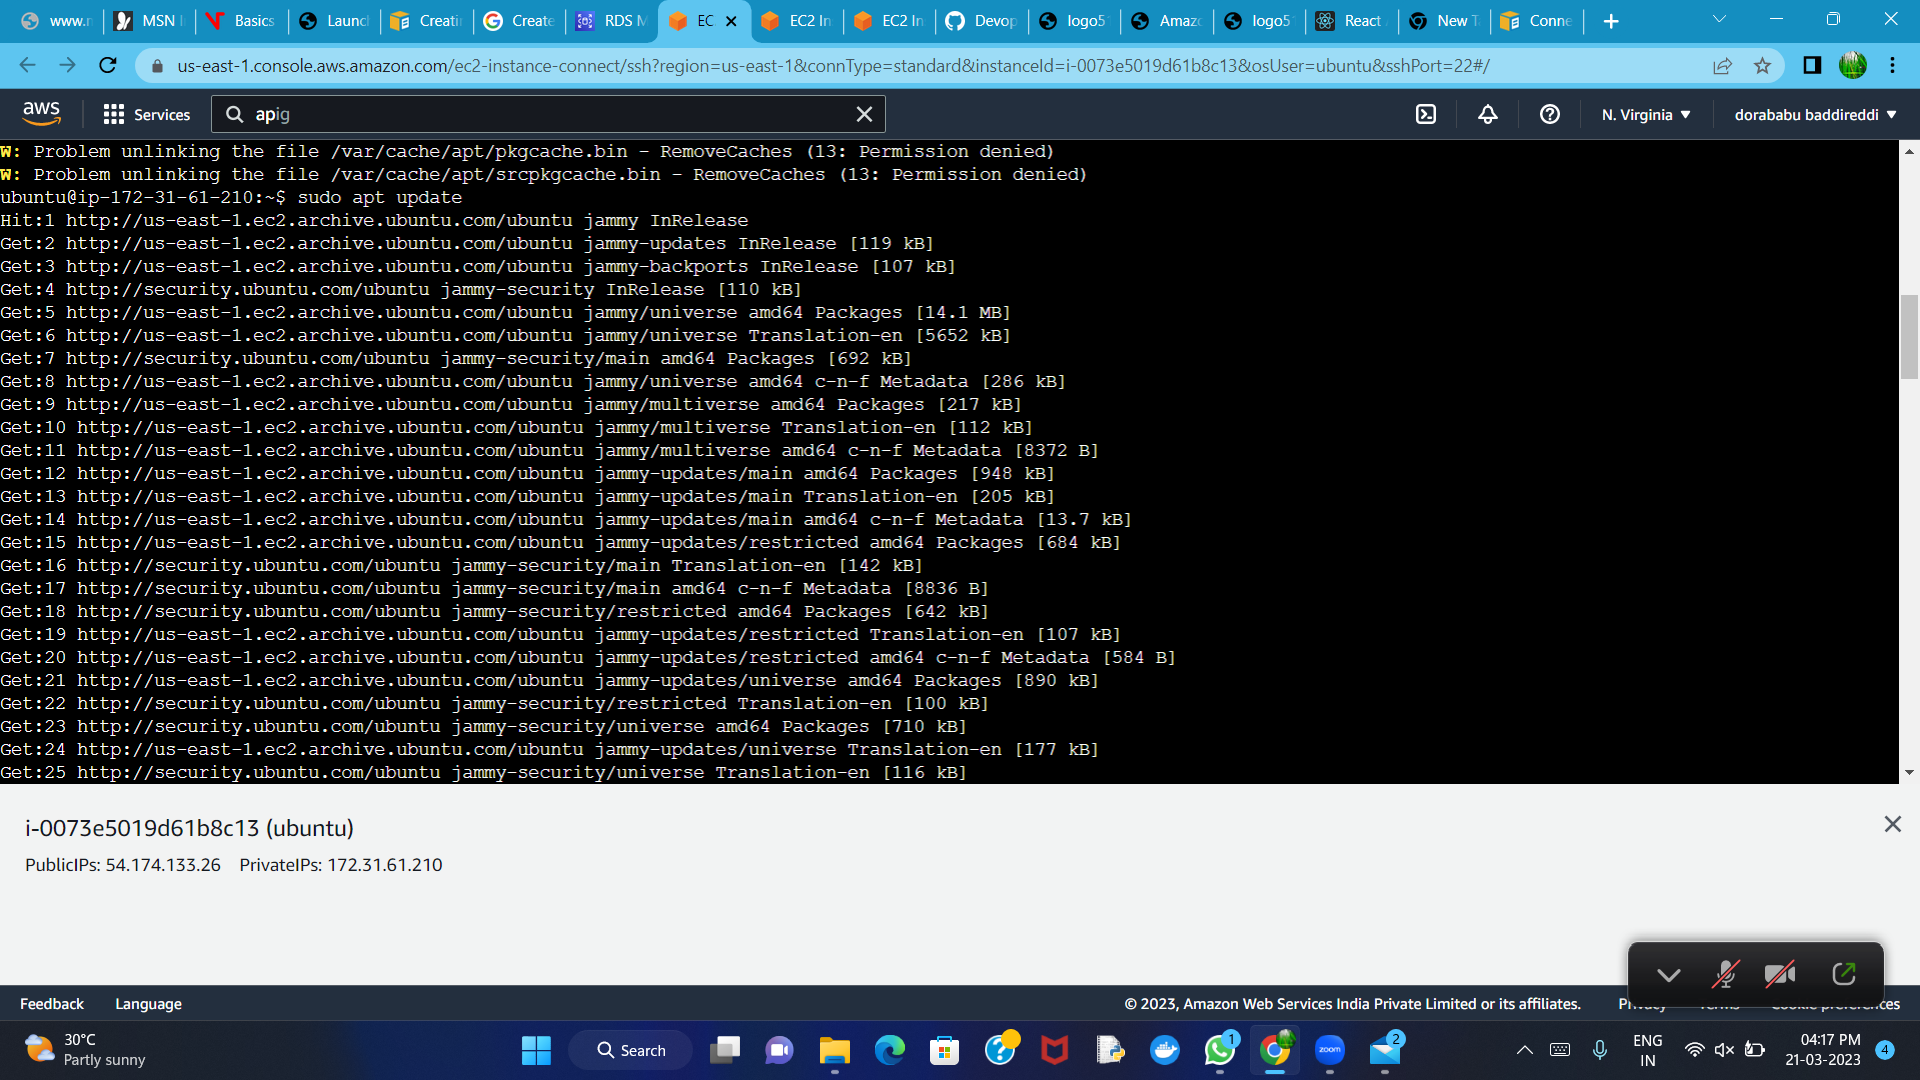 www.n
MSN I
Basics
Launc
Creatin
Create
RDS M
EC
EC2 In
EC2 In
Devop
logo51
Amazo
logo51
React
New T
Conne
us-east-1.console.aws.amazon.com/ec2-instance-connect/ssh?region=us-east-1&connType=standard&instanceId=i-0073e5019d61b8c13&osUser=ubuntu&sshPort=22#/
aws
Services
apig
N. Virginia
dorababu baddireddi
W: Problem unlinking the file /var/cache/apt/pkgcache.bin - RemoveCaches (13: Permission denied)
W: Problem unlinking the file /var/cache/apt/srcpkgcache.bin - RemoveCaches (13: Permission denied)
ubuntu@ip-172-31-61-210:~$ sudo apt update
Hit:1 http://us-east-1.ec2.archive.ubuntu.com/ubuntu jammy InRelease
Get:2 http://us-east-1.ec2.archive.ubuntu.com/ubuntu jammy-updates InRelease [119 kB]
Get:3 http://us-east-1.ec2.archive.ubuntu.com/ubuntu jammy-backports InRelease [107 kB]
Get:4 http://security.ubuntu.com/ubuntu jammy-security InRelease [110 kB]
Get:5 http://us-east-1.ec2.archive.ubuntu.com/ubuntu jammy/universe amd64 Packages [14.1 MB]
Get:6 http://us-east-1.ec2.archive.ubuntu.com/ubuntu jammy/universe Translation-en [5652 kB]
Get:7 http://security.ubuntu.com/ubuntu jammy-security/main amd64 Packages [692 kB]
Get:8 http://us-east-1.ec2.archive.ubuntu.com/ubuntu jammy/universe amd64 c-n-f Metadata [286 kB]
Get:9 http://us-east-1.ec2.archive.ubuntu.com/ubuntu jammy/multiverse amd64 Packages [217 kB]
Get:10 http://us-east-1.ec2.archive.ubuntu.com/ubuntu jammy/multiverse Translation-en [112 kB]
Get:11 http://us-east-1.ec2.archive.ubuntu.com/ubuntu jammy/multiverse amd64 c-n-f Metadata [8372 B]
Get:12 http://us-east-1.ec2.archive.ubuntu.com/ubuntu jammy-updates/main amd64 Packages [948 kB]
Get:13 http://us-east-1.ec2.archive.ubuntu.com/ubuntu jammy-updates/main Translation-en [205 kB]
Get:14 http://us-east-1.ec2.archive.ubuntu.com/ubuntu jammy-updates/main amd64 c-n-f Metadata [13.7 kB]
Get:15 http://us-east-1.ec2.archive.ubuntu.com/ubuntu jammy-updates/restricted amd64 Packages [684 kB]
Get:16 http://security.ubuntu.com/ubuntu jammy-security/main Translation-en [142 kB]
Get:17 http://security.ubuntu.com/ubuntu jammy-security/main amd64 c-n-f Metadata [8836 B]
Get:18 http://security.ubuntu.com/ubuntu jammy-security/restricted amd64 Packages [642 kB]
Get:19 http://us-east-1.ec2.archive.ubuntu.com/ubuntu jammy-updates/restricted Translation-en [107 kB]
Get:20 http://us-east-1.ec2.archive.ubuntu.com/ubuntu jammy-updates/restricted amd64 c-n-f Metadata [584 B]
Get:21 http://us-east-1.ec2.archive.ubuntu.com/ubuntu jammy-updates/universe amd64 Packages [890 kB]
Get:22 http://security.ubuntu.com/ubuntu jammy-security/restricted Translation-en [100 kB]
Get:23 http://security.ubuntu.com/ubuntu jammy-security/universe amd64 Packages [710 kB]
Get:24 http://us-east-1.ec2.archive.ubuntu.com/ubuntu jammy-updates/universe Translation-en [177 kB]
Get:25 http://security.ubuntu.com/ubuntu jammy-security/universe Translation-en [116 kB]
i-0073e5019d61b8c13 (ubuntu)
PublicIPs: 54.174.133.26 PrivateIPs: 172.31.61.210
Feedback
Language
© 2023, Amazon Web Services India Private Limited or its affiliates.
Privacy
Terms
Cookie preferences
30°C
Partly sunny
Search
1
zoom
2
ENG
IN
04:17 PM
21-03-2023
4